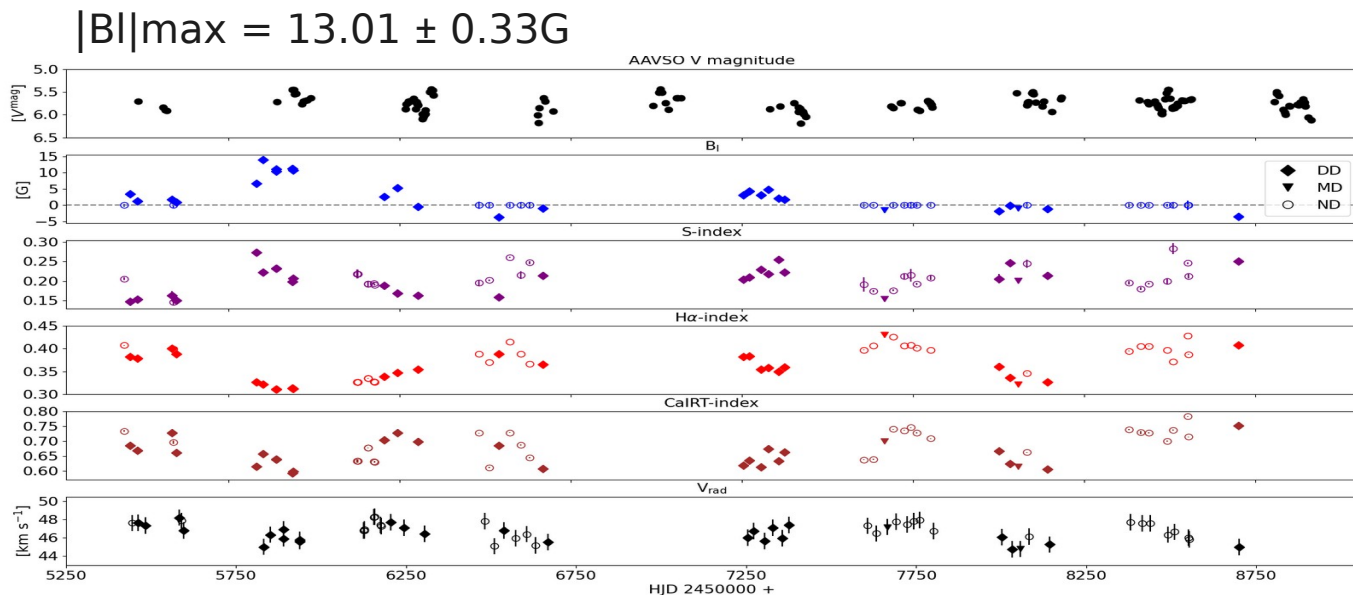 |Bl|max = 13.01 ± 0.33G
AAVSO V magnitude
[Vmag]
5.0
5.5
6.0
6.5
Bl
[G]
15
10
5
0
−5
DD
MD
ND
S-index
0.30
0.25
0.20
0.15
Hα-index
0.45
0.40
0.35
0.30
CaIRT-index
0.80
0.75
0.70
0.65
0.60
Vrad
[km s−1]
50
48
46
44
5250 5750 6250 6750 7250 7750 8250 8750
HJD 2450000 +